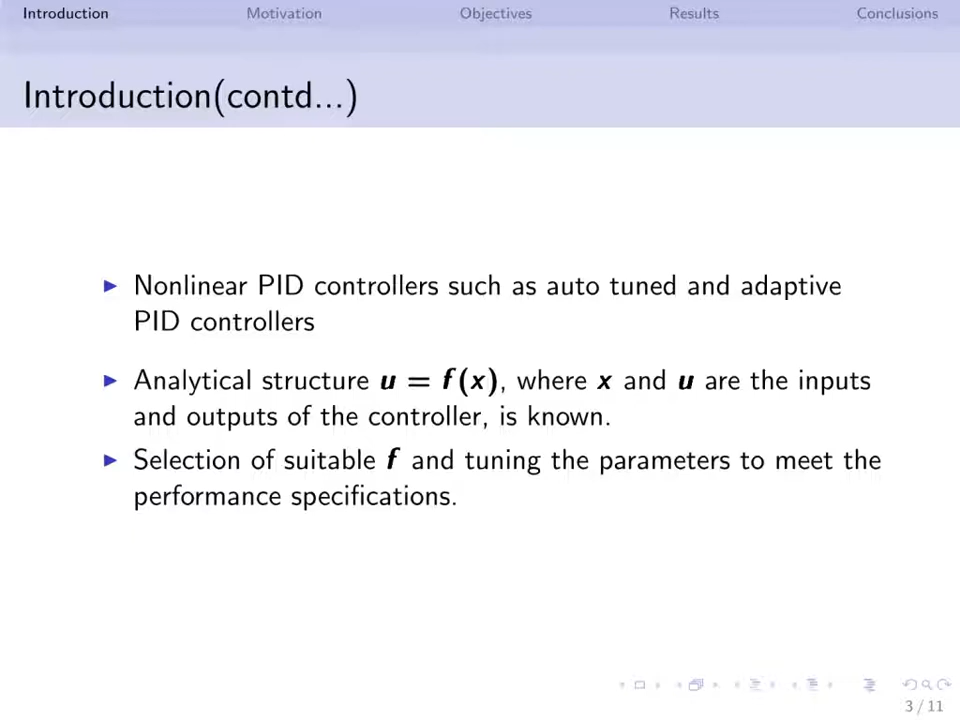 Introduction Motivation Objectives Results Conclusions
Introduction(contd...)
Nonlinear PID controllers such as auto tuned and adaptive
PID controllers
Analytical structure u = f(x), where x and u are the inputs
and outputs of the controller, is known.
Selection of suitable f and tuning the parameters to meet the
performance specifications.
3 / 11